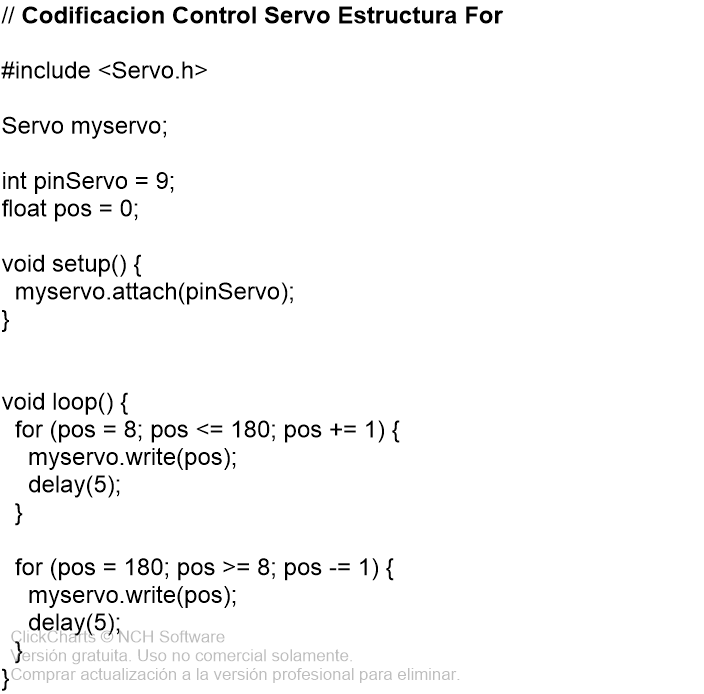 // Codificacion Control Servo Estructura For
#include <Servo.h>
Servo myservo;
int pinServo = 9;
float pos = 0;
void setup() {
myservo.attach(pinServo);
}
void loop() {
for (pos = 8; pos <= 180; pos += 1) {
myservo.write(pos);
delay(5);
}
for (pos = 180; pos >= 8; pos -= 1) {
myservo.write(pos);
delay(5);
ClickCharts © NCH Software
}
Versión gratuita. Uso no comercial solamente.
}
Comprar actualización a la versión profesional para eliminar.